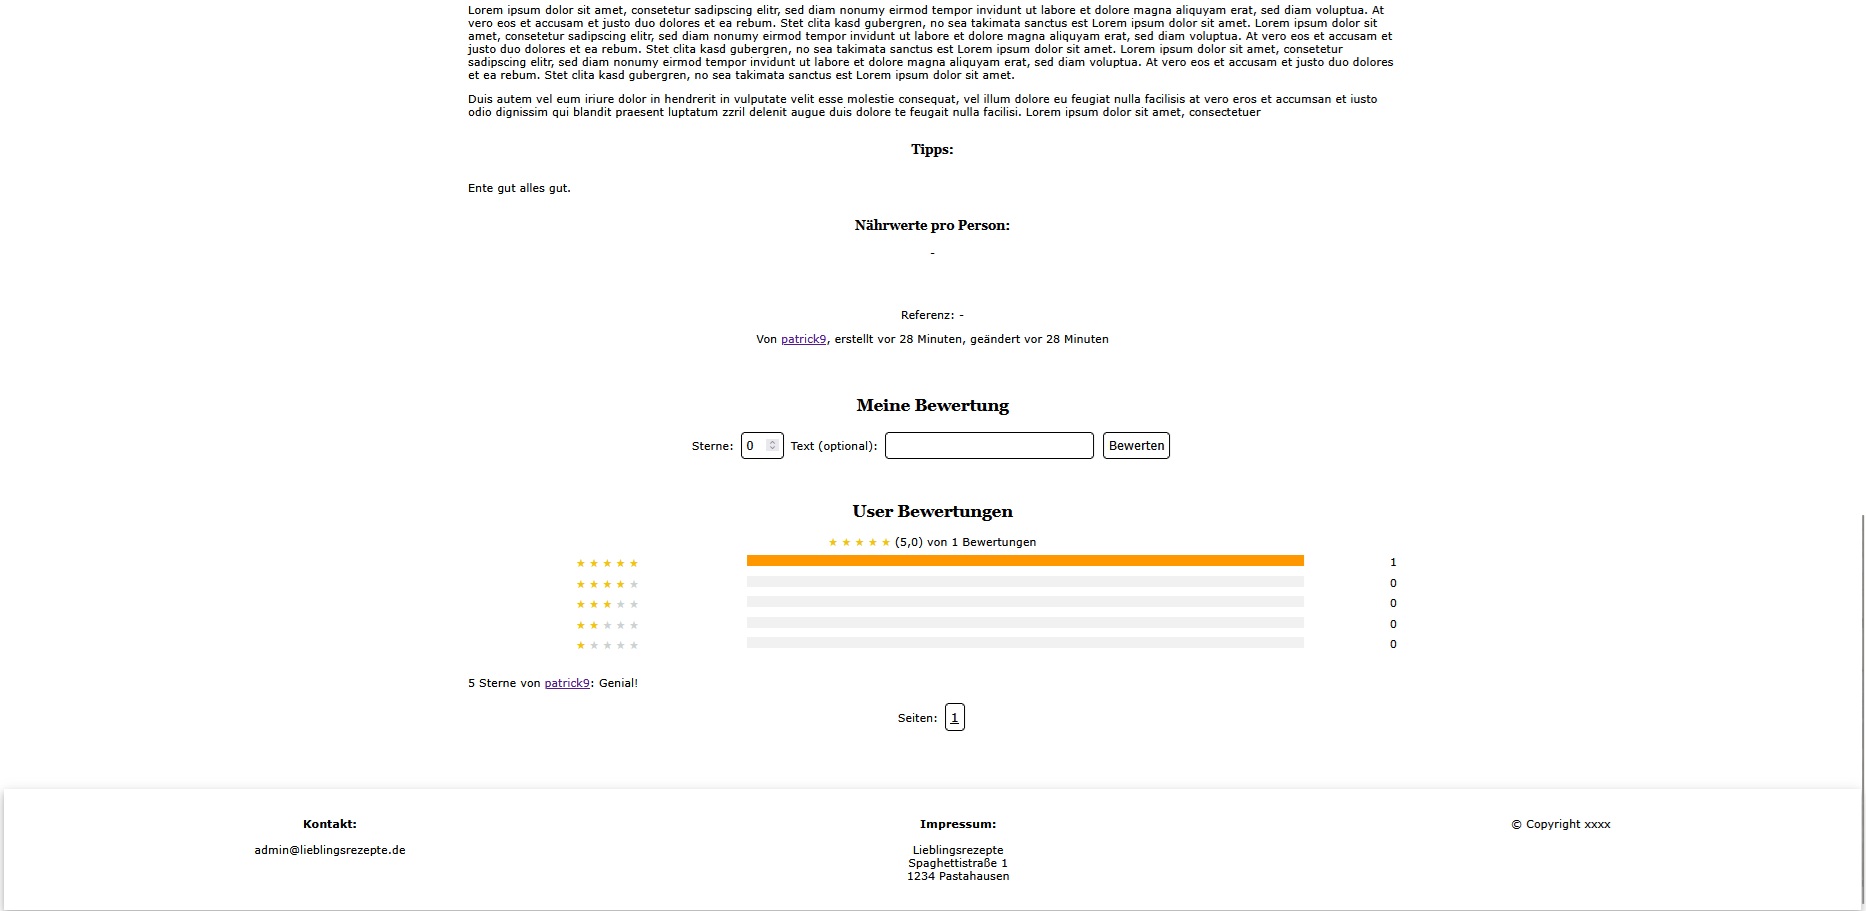 Lorem ipsum dolor sit amet, consetetur sadipscing elitr, sed diam nonumy eirmod tempor invidunt ut labore et dolore magna aliquyam erat, sed diam voluptua. At
vero eos et accusam et justo duo dolores et ea rebum. Stet clita kasd gubergren, no sea takimata sanctus est Lorem ipsum dolor sit amet. Lorem ipsum dolor sit
amet, consetetur sadipscing elitr, sed diam nonumy eirmod tempor invidunt ut labore et dolore magna aliquyam erat, sed diam voluptua. At vero eos et accusam et
justo duo dolores et ea rebum. Stet clita kasd gubergren, no sea takimata sanctus est Lorem ipsum dolor sit amet. Lorem ipsum dolor sit amet, consetetur
sadipscing elitr, sed diam nonumy eirmod tempor invidunt ut labore et dolore magna aliquyam erat, sed diam voluptua. At vero eos et accusam et justo duo dolores
et ea rebum. Stet clita kasd gubergren, no sea takimata sanctus est Lorem ipsum dolor sit amet.
Duis autem vel eum iriure dolor in hendrerit in vulputate velit esse molestie consequat, vel illum dolore eu feugiat nulla facilisis at vero eros et accumsan et iusto
odio dignissim qui blandit praesent luptatum zzril delenit augue duis dolore te feugait nulla facilisi. Lorem ipsum dolor sit amet, consectetuer
Tipps:
Ente gut alles gut.
Nährwerte pro Person:
-
Referenz: -
Von patrick9, erstellt vor 28 Minuten, geändert vor 28 Minuten
Meine Bewertung
Sterne: 0 Text (optional): Bewerten
User Bewertungen
★ ★ ★ ★ ★ (5,0) von 1 Bewertungen
★ ★ ★ ★ ★ 1
★ ★ ★ ★ ★ 0
★ ★ ★ ★ ★ 0
★ ★ ★ ★ ★ 0
★ ★ ★ ★ ★ 0
5 Sterne von patrick9: Genial!
Seiten: 1
Kontakt:
admin@lieblingsrezepte.de
Impressum:
Lieblingsrezepte
Spaghettistraße 1
1234 Pastahausen
© Copyright xxxx